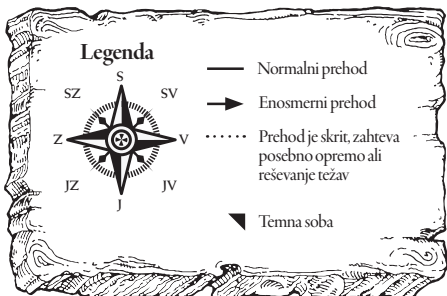 Legenda
S
SZ SV
Z V
JZ JV
J
Normalni prehod
Enosmerni prehod
Prehod je skrit, zahteva
posebno opremo ali
reševanje težav
Temna soba